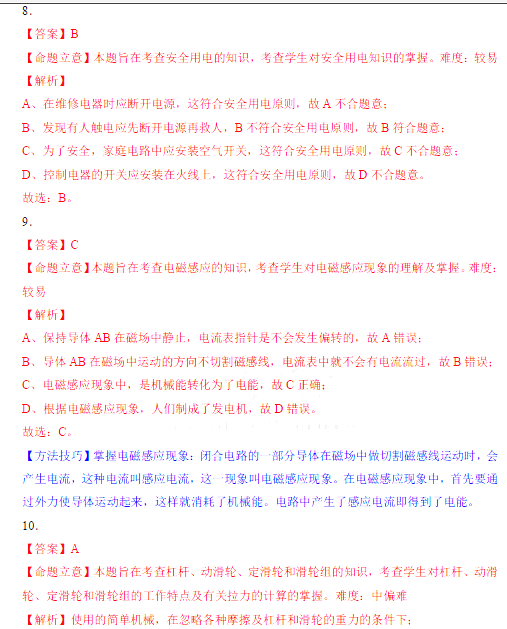 8.
【答案】B
【命题立意】本题旨在考查安全用电的知识，考查学生对安全用电知识的掌握。难度：较易
【解析】
A、在维修电器时应断开电源，这符合安全用电原则，故 A 不合题意；
B、发现有人触电应先断开电源再救人，B 不符合安全用电原则，故 B 符合题意；
C、为了安全，家庭电路中应安装空气开关，这符合安全用电原则，故 C 不合题意；
D、控制电器的开关应安装在火线上，这符合安全用电原则，故 D 不合题意。
故选：B。
9.
【答案】C
【命题立意】本题旨在考查电磁感应的知识，考查学生对电磁感应现象的理解及掌握。难度：
较易
【解析】
A、保持导体 AB 在磁场中静止，电流表指针是不会发生偏转的，故 A 错误；
B、导体 AB 在磁场中运动的方向不切割磁感线，电流表中就不会有电流流过，故 B 错误；
C、电磁感应现象中，是机械能转化为了电能，故 C 正确；
D、根据电磁感应现象，人们制成了发电机，故 D 错误。
故选：C。
【方法技巧】掌握电磁感应现象：闭合电路的一部分导体在磁场中做切割磁感线运动时，会
产生电流，这种电流叫感应电流，这一现象叫电磁感应现象。在电磁感应现象中，首先要通
过外力使导体运动起来，这样就消耗了机械能。电路中产生了感应电流即得到了电能。
10.
【答案】A
【命题立意】本题旨在考查杠杆、动滑轮、定滑轮和滑轮组的知识，考查学生对杠杆、动滑
轮、定滑轮和滑轮组的工作特点及有关拉力的计算的掌握。难度：中偏难
【解析】使用的简单机械，在忽略各种摩擦及杠杆和滑轮的重力的条件下；